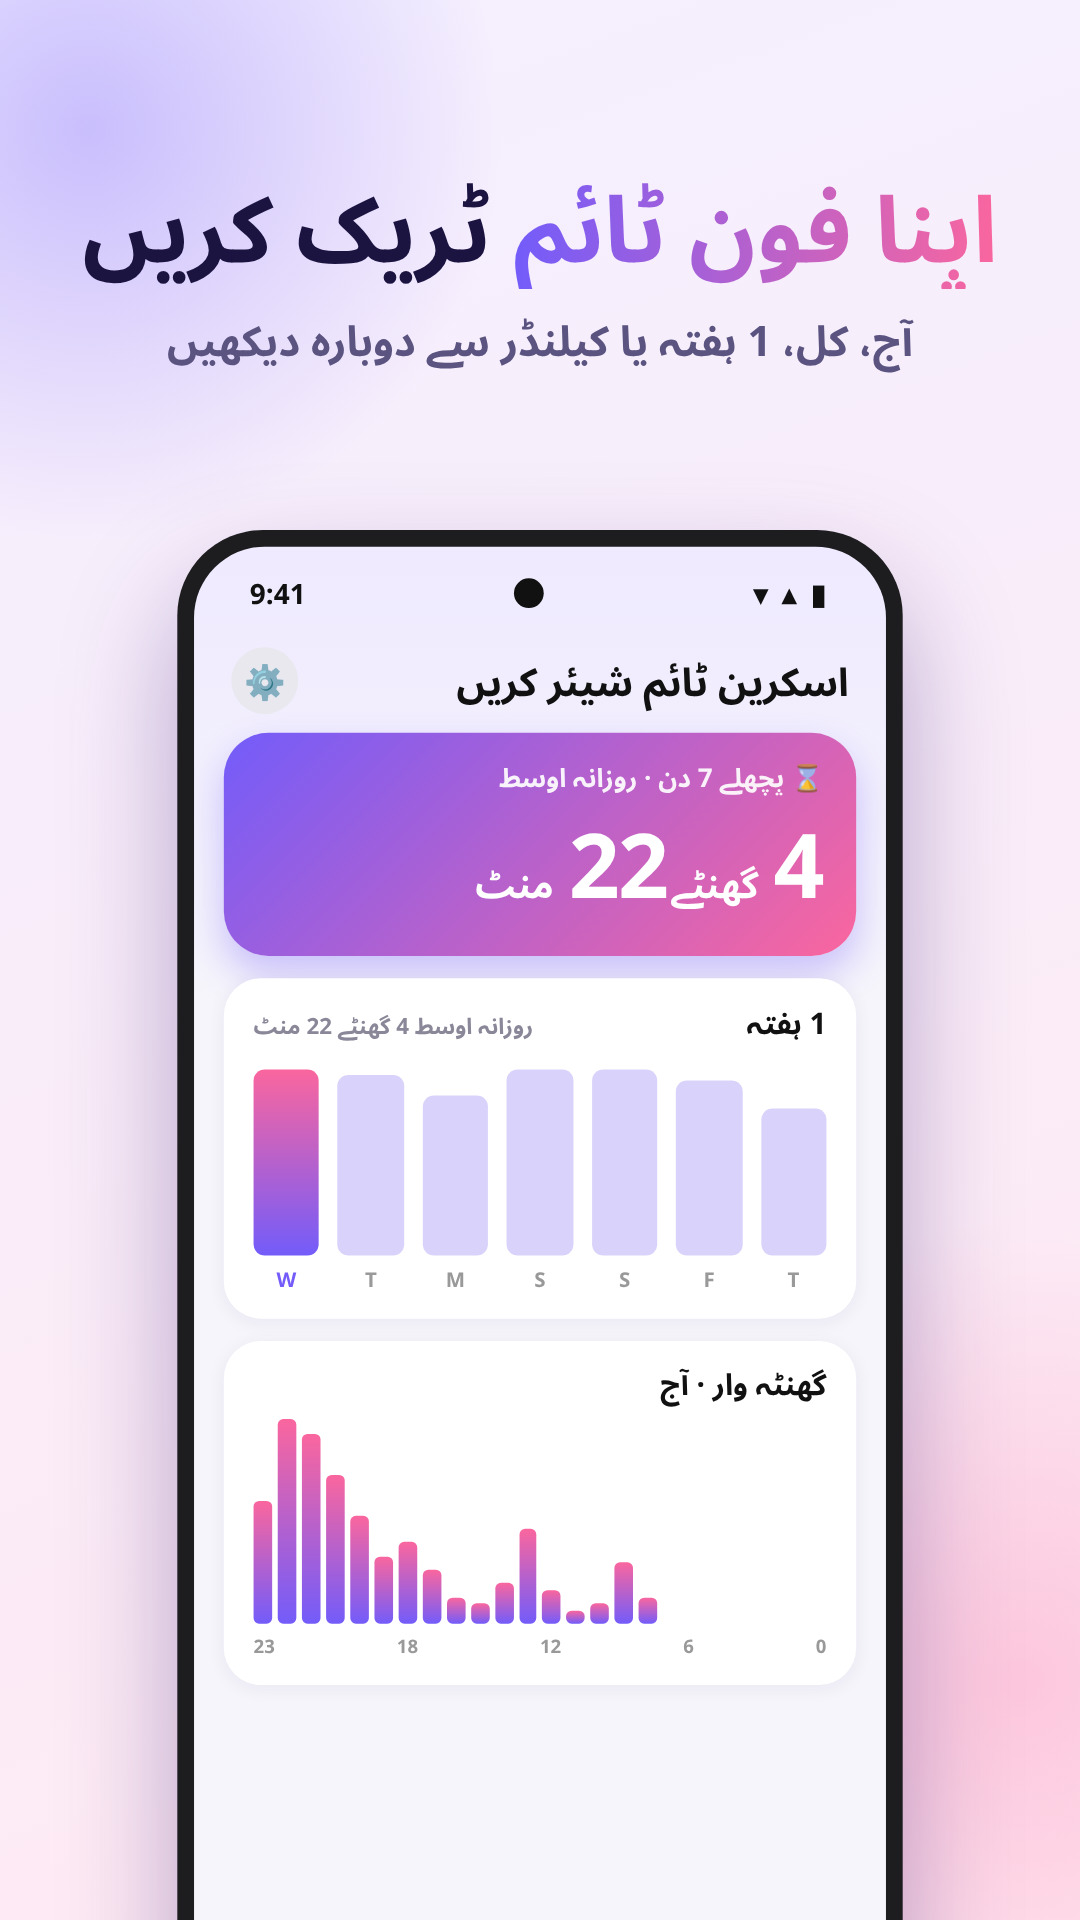 اپنا فون ٹائم ٹریک کریں
آج، کل، 1 ہفتہ یا کیلنڈر سے دوبارہ دیکھیں
9:41
اسکرین ٹائم شیئر کریں
⌛ پچھلے 7 دن · روزانہ اوسط
4 گھنٹے 22 منٹ
1 ہفتہ
روزانہ اوسط 4 گھنٹے 22 منٹ
W T M S S F T
گھنٹہ وار · آج
23 18 12 6 0